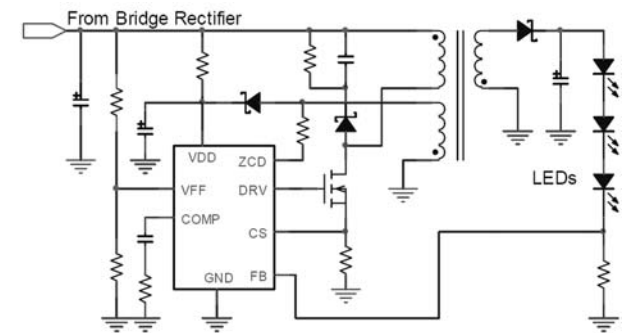 From Bridge Rectifier
VDD
ZCD
VFF
DRV
LEDs
COMP
CS
GND
FB